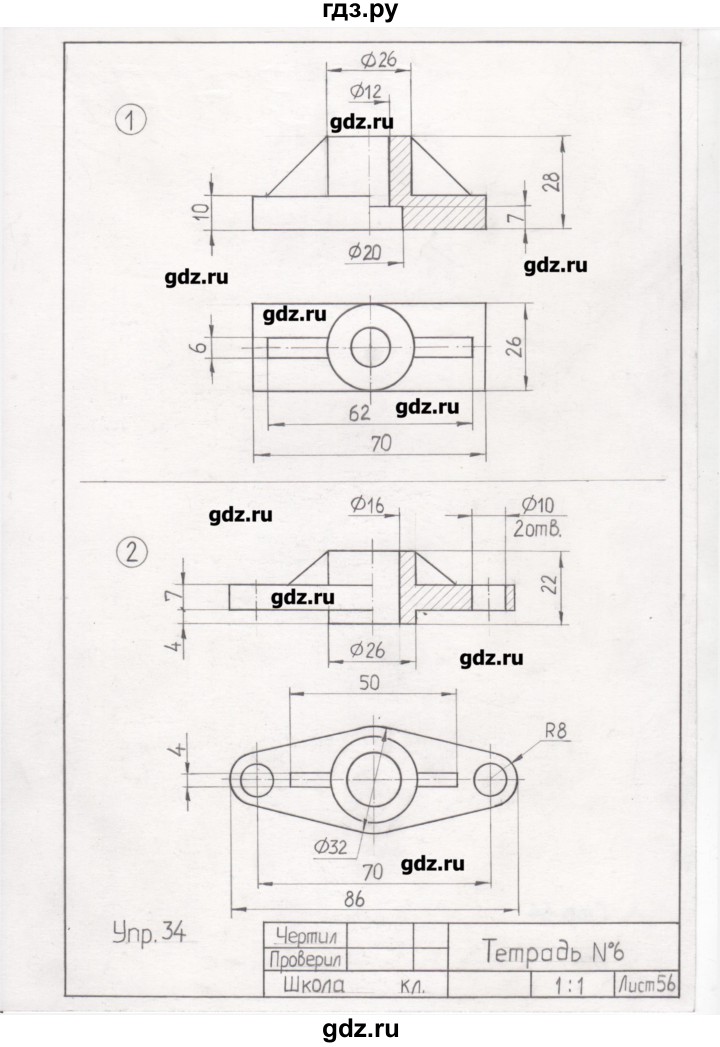 гдз.ру
Ø26
Ø12
1
gdz.ru
28
10
7
Ø20
gdz.ru
gdz.ru
gdz.ru
6
26
62
gdz.ru
70
gdz.ru
Ø16
Ø10
2отв.
2
22
7
gdz.ru
4
Ø26
gdz.ru
50
R8
4
Ø32
gdz.ru
70
86
Упр.34
Чертил
Проверил
Тетрадь №6
Школа кл.
1:1
Лист56
gdz.ru